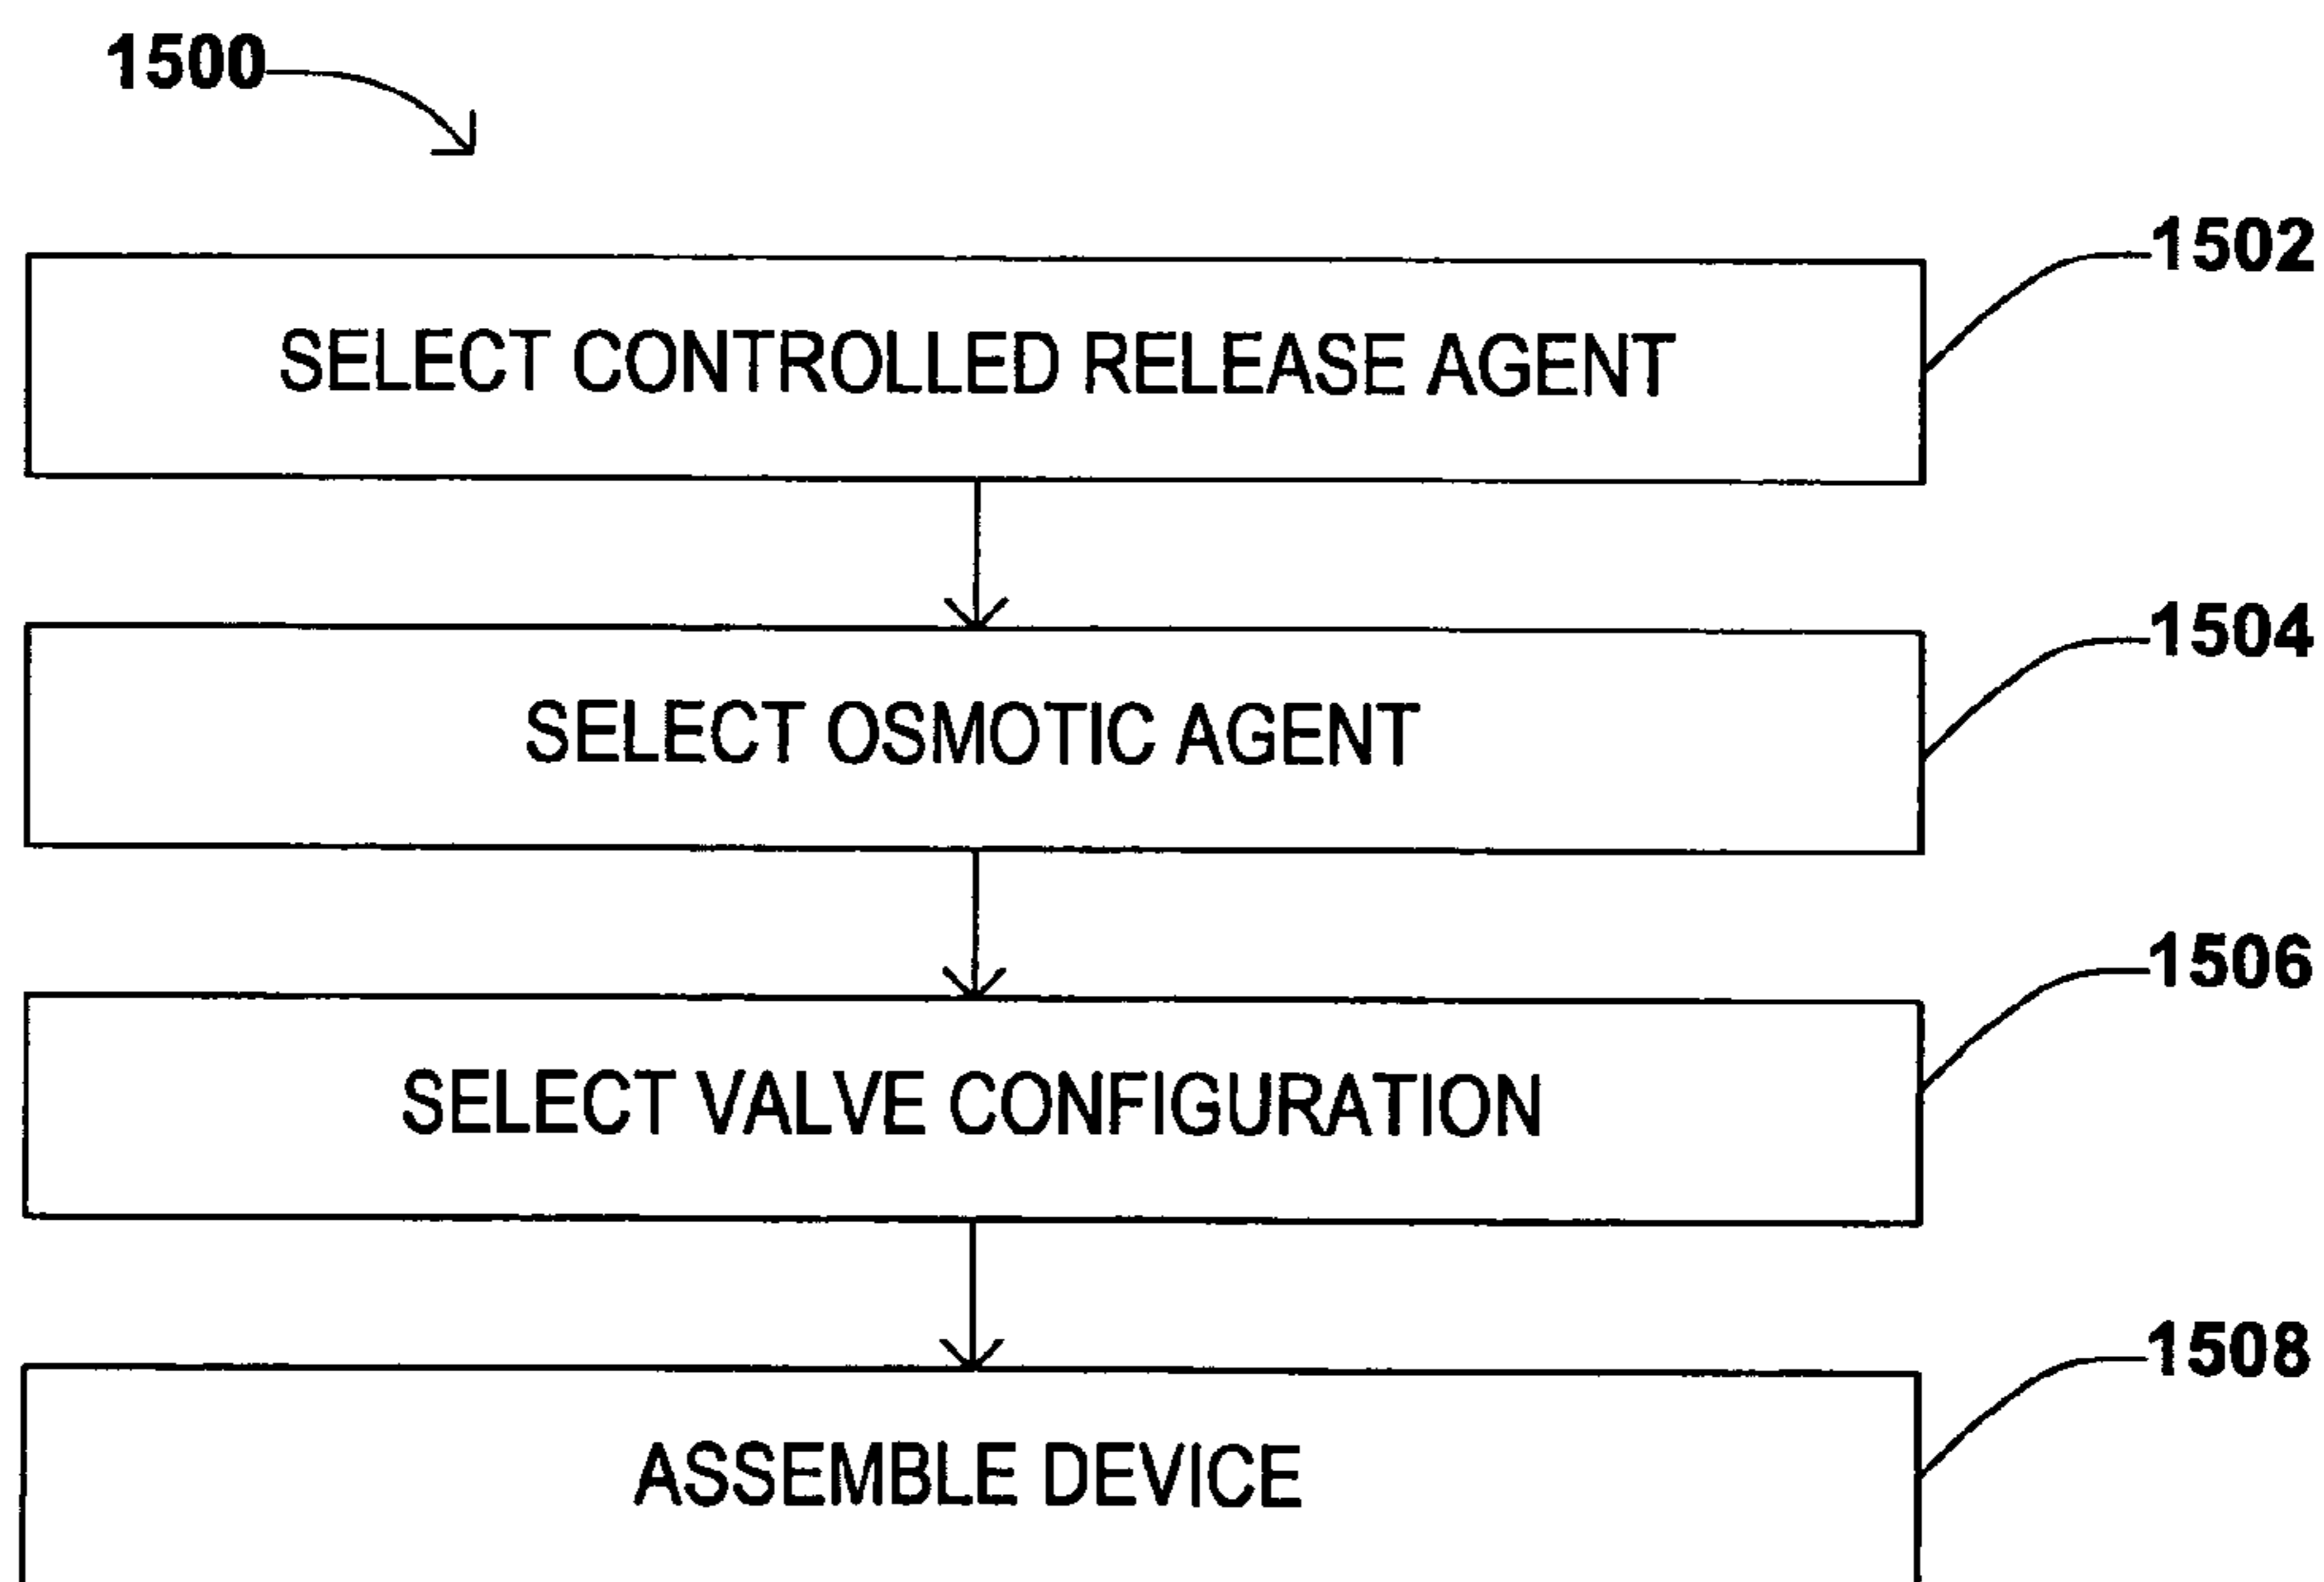 1500
1502
SELECT CONTROLLED RELEASE AGENT
1504
SELECT OSMOTIC AGENT
1506
SELECT VALVE CONFIGURATION
1508
ASSEMBLE DEVICE